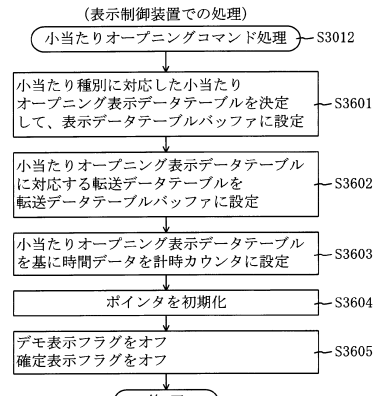 (表示制御装置での処理)
小当たりオープニングコマンド処理
S3012
小当たり種別に対応した小当たり
オープニング表示データテーブルを決定
して、表示データテーブルバッファに設定
S3601
小当たりオープニング表示データテーブル
に対応する転送データテーブルを
転送データテーブルバッファに設定
S3602
小当たりオープニング表示データテーブル
を基に時間データを計時カウンタに設定
S3603
ポインタを初期化
S3604
デモ表示フラグをオフ
確定表示フラグをオフ
S3605